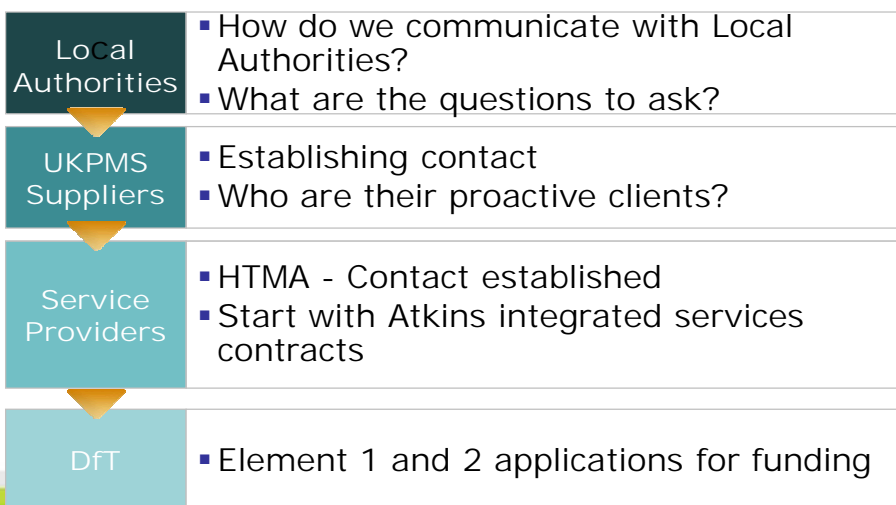 Local
Authorities
▪ How do we communicate with Local
Authorities?
▪ What are the questions to ask?
UKPMS
Suppliers
▪ Establishing contact
▪ Who are their proactive clients?
Service
Providers
▪ HTMA - Contact established
▪ Start with Atkins integrated services
contracts
DfT
▪ Element 1 and 2 applications for funding